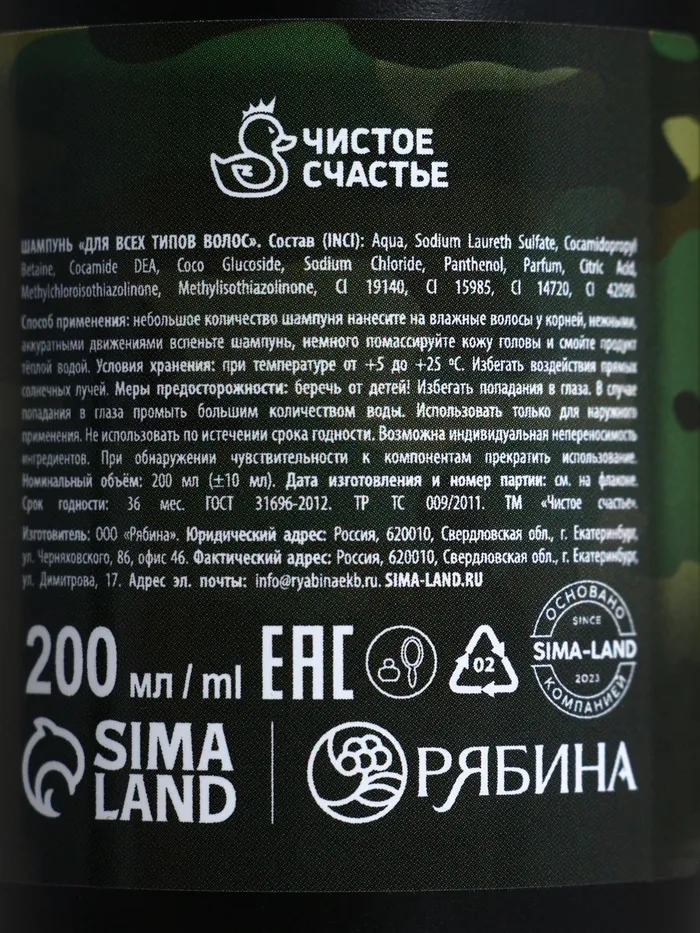 ЧИСТОЕ
СЧАСТЬЕ
ШАМПУНЬ «ДЛЯ ВСЕХ ТИПОВ ВОЛОС». Состав (INCI): Aqua, Sodium Laureth Sulfate, Cocamidopropyl
Betaine, Cocamide DEA, Coco Glucoside, Sodium Chloride, Panthenol, Parfum, Citric Acid,
Methylchloroisothiazolinone, Methylisothiazolinone, CI 19140, CI 15985, CI 14720, CI 42090.
Способ применения: небольшое количество шампуня нанесите на влажные волосы у корней, нежными,
аккуратными движениями вспеньте шампунь, немного помассируйте кожу головы и смойте продукт
тёплой водой. Условия хранения: при температуре от +5 до +25 ºС. Избегать воздействия прямых
солнечных лучей. Меры предосторожности: беречь от детей! Избегать попадания в глаза. В случае
попадания в глаза промыть большим количеством воды. Использовать только для наружного
применения. Не использовать по истечении срока годности. Возможна индивидуальная непереносимость
ингредиентов. При обнаружении чувствительности к компонентам прекратить использование.
Номинальный объём: 200 мл (±10 мл). Дата изготовления и номер партии: см. на флаконе.
Срок годности: 36 мес. ГОСТ 31696-2012. ТР ТС 009/2011. ТМ «Чистое счастье».
Изготовитель: ООО «Рябина». Юридический адрес: Россия, 620010, Свердловская обл., г. Екатеринбург,
ул. Черняховского, 86, офис 46. Фактический адрес: Россия, 620010, Свердловская обл., г. Екатеринбург,
ул. Димитрова, 17. Адрес эл. почты: info@ryabinaekb.ru. SIMA-LAND.RU
200 мл / ml
EAC
02
ОСНОВАНО
SINCE
SIMA-LAND
2023
КОМПАНИЕЙ
SIMA
LAND
РЯБИНА